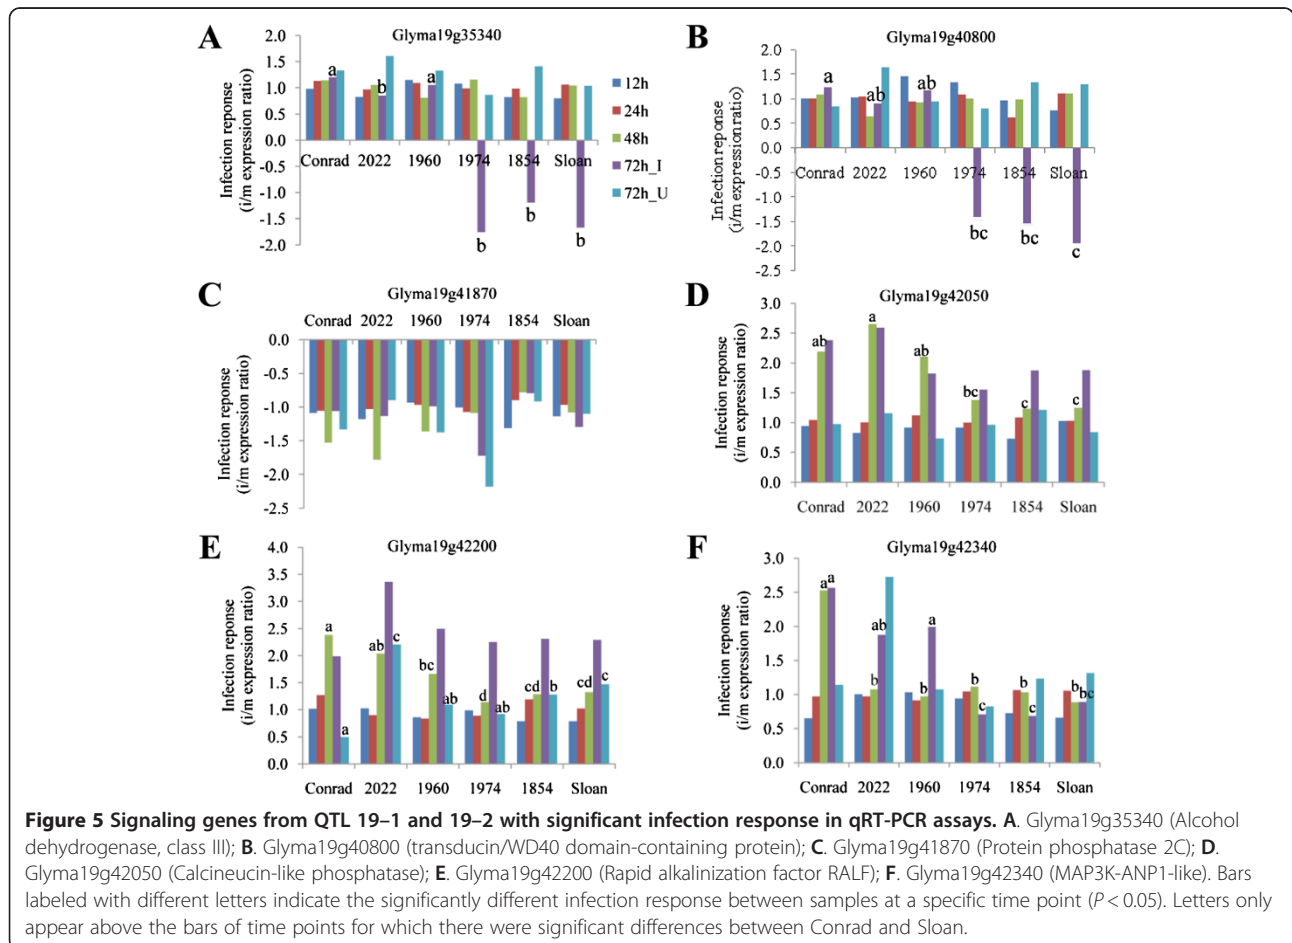 A
Glyma19g35340
2.0
1.5
1.0
0.5
0.0
-0.5
-1.0
-1.5
-2.0
Infection reponse
(i/m expression ratio)
a
b
a
b
b
b
Conrad 2022 1960 1974 1854 Sloan
12h
24h
48h
72h_I
72h_U
B
Glyma19g40800
2.0
1.5
1.0
0.5
0.0
-0.5
-1.0
-1.5
-2.0
-2.5
Infection reponse
(i/m expression ratio)
a
ab
ab
bc
bc
c
Conrad 2022 1960 1974 1854 Sloan
C
Glyma19g41870
Conrad 2022 1960 1974 1854 Sloan
0.0
-0.5
-1.0
-1.5
-2.0
-2.5
Infection reponse
(i/m expression ratio)
D
Glyma19g42050
3.0
2.5
2.0
1.5
1.0
0.5
0.0
Infection reponse
(i/m expression ratio)
ab
a
ab
bc
c
c
Conrad 2022 1960 1974 1854 Sloan
E
Glyma19g42200
4.0
3.5
3.0
2.5
2.0
1.5
1.0
0.5
0.0
Infection reponse
(i/m expression ratio)
a
a
ab
c
bc
ab
d
ab
cd
b
cd
c
Conrad 2022 1960 1974 1854 Sloan
F
Glyma19g42340
3.0
2.5
2.0
1.5
1.0
0.5
0.0
Infection reponse
(i/m expression ratio)
a
a
b
ab
b
a
b
c
b
c
b
bc
Conrad 2022 1960 1974 1854 Sloan
Figure 5 Signaling genes from QTL 19–1 and 19–2 with significant infection response in qRT-PCR assays. A. Glyma19g35340 (Alcohol
dehydrogenase, class III); B. Glyma19g40800 (transducin/WD40 domain-containing protein); C. Glyma19g41870 (Protein phosphatase 2C); D.
Glyma19g42050 (Calcineucin-like phosphatase); E. Glyma19g42200 (Rapid alkalinization factor RALF); F. Glyma19g42340 (MAP3K-ANP1-like). Bars
labeled with different letters indicate the significantly different infection response between samples at a specific time point (P < 0.05). Letters only
appear above the bars of time points for which there were significant differences between Conrad and Sloan.